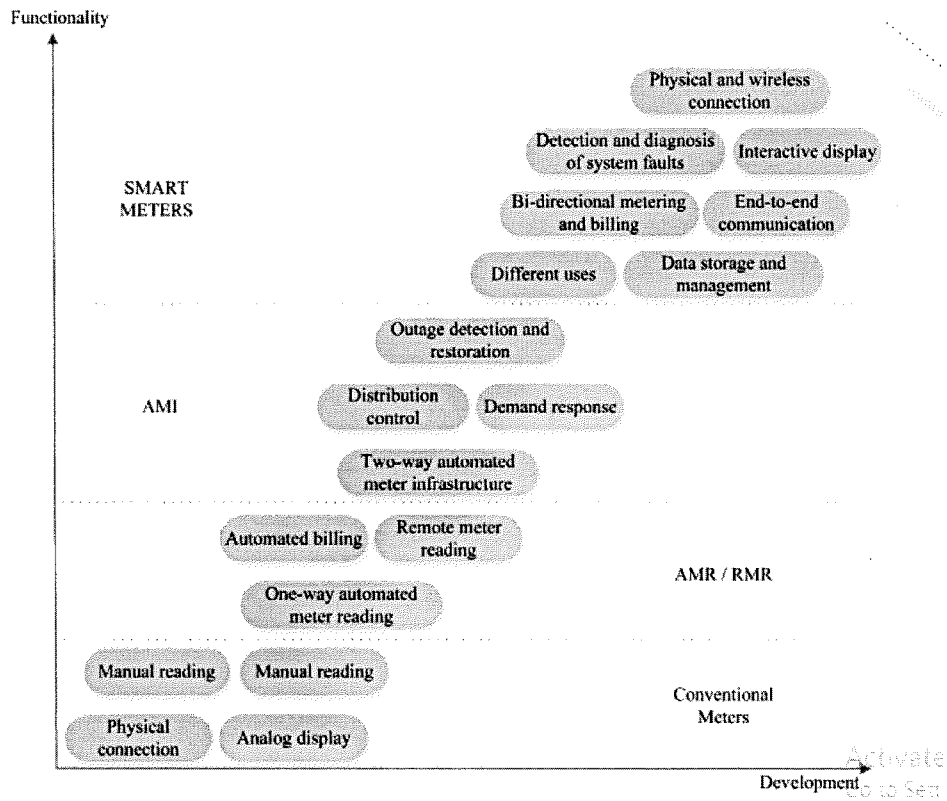 Functionality
Physical and wireless
connection
Detection and diagnosis
of system faults
Interactive display
SMART
METERS
Bi-directional metering
and billing
End-to-end
communication
Different uses
Data storage and
management
Outage detection and
restoration
AMI
Distribution
control
Demand response
Two-way automated
meter infrastructure
Automated billing
Remote meter
reading
AMR / RMR
One-way automated
meter reading
Manual reading
Manual reading
Conventional
Meters
Physical
connection
Analog display
Activate
Development
to Sett